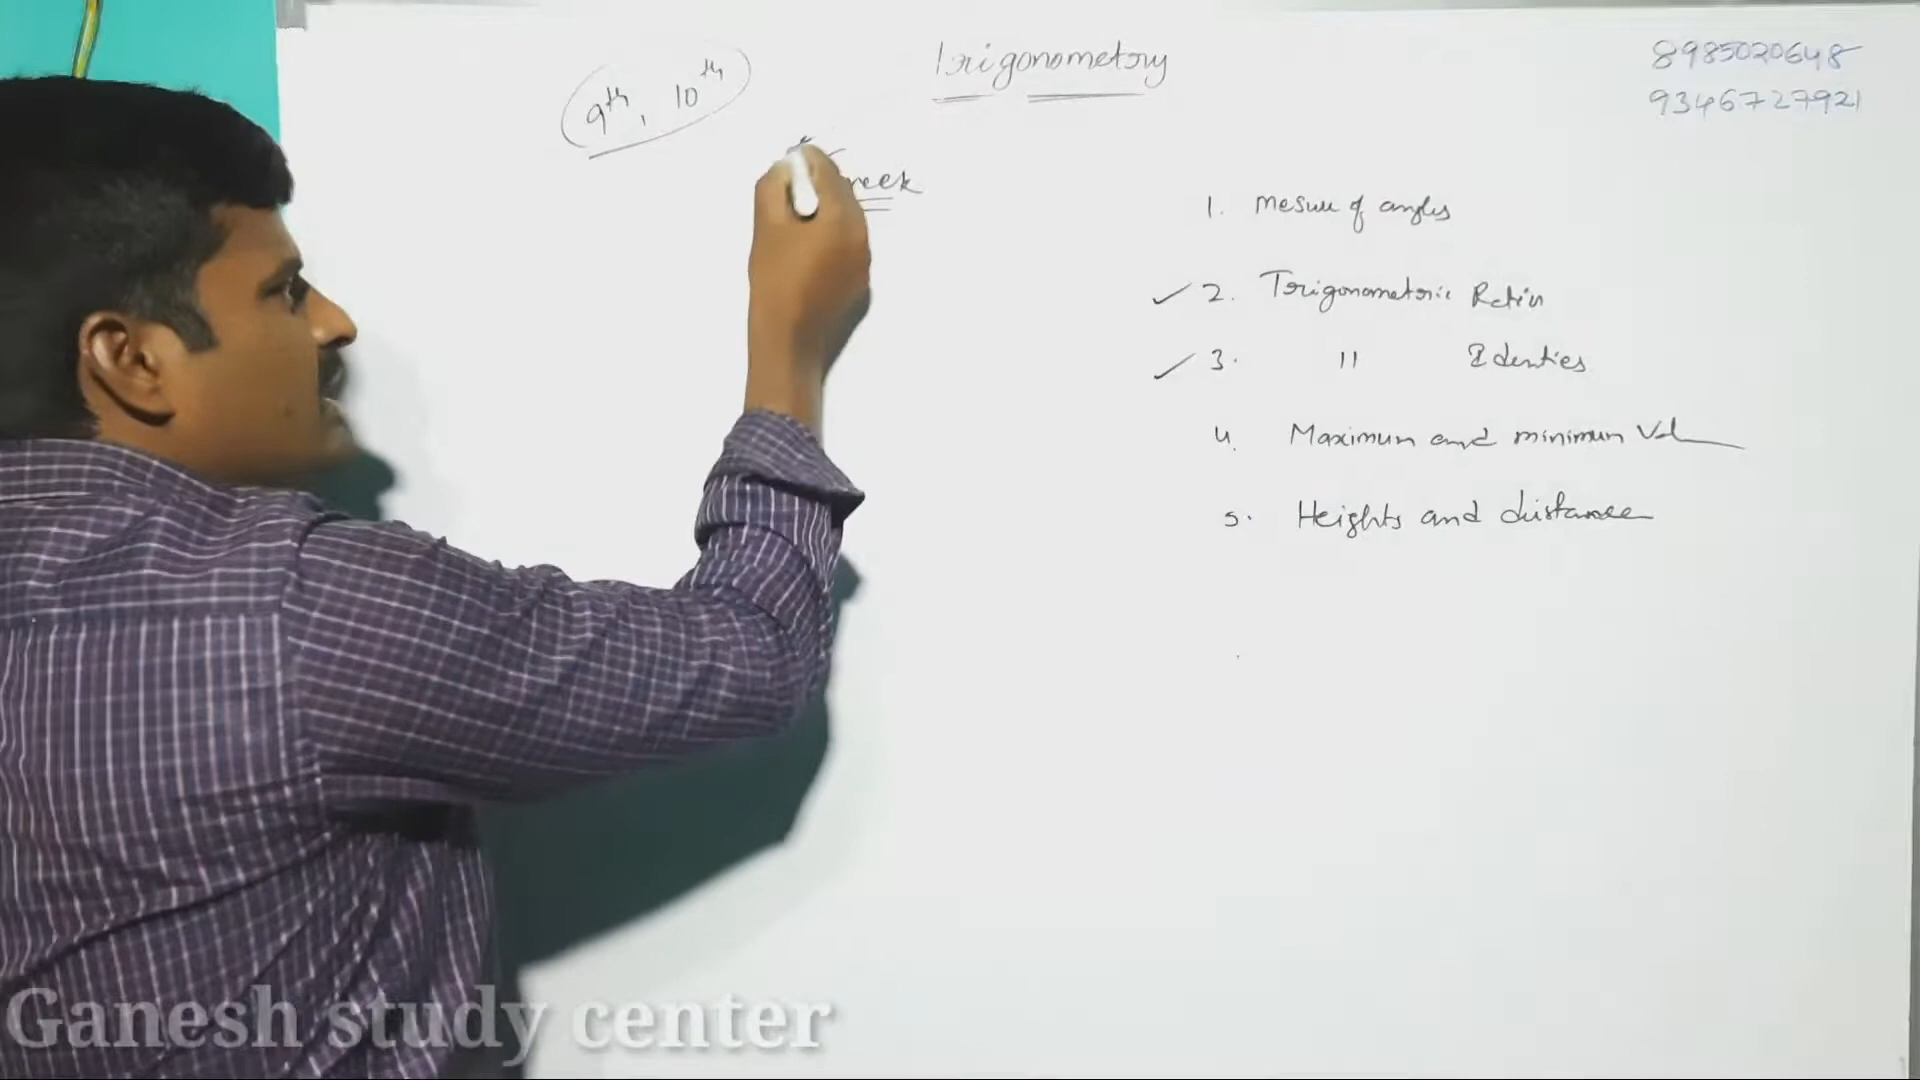 Trigonometry
8985020648
9346727921
9th, 10th
1. Mesure of angles
2. Trigonometric Ratios
3. " Identies
4. Maximum and minimum Val
5. Heights and distance
Ganesh study center